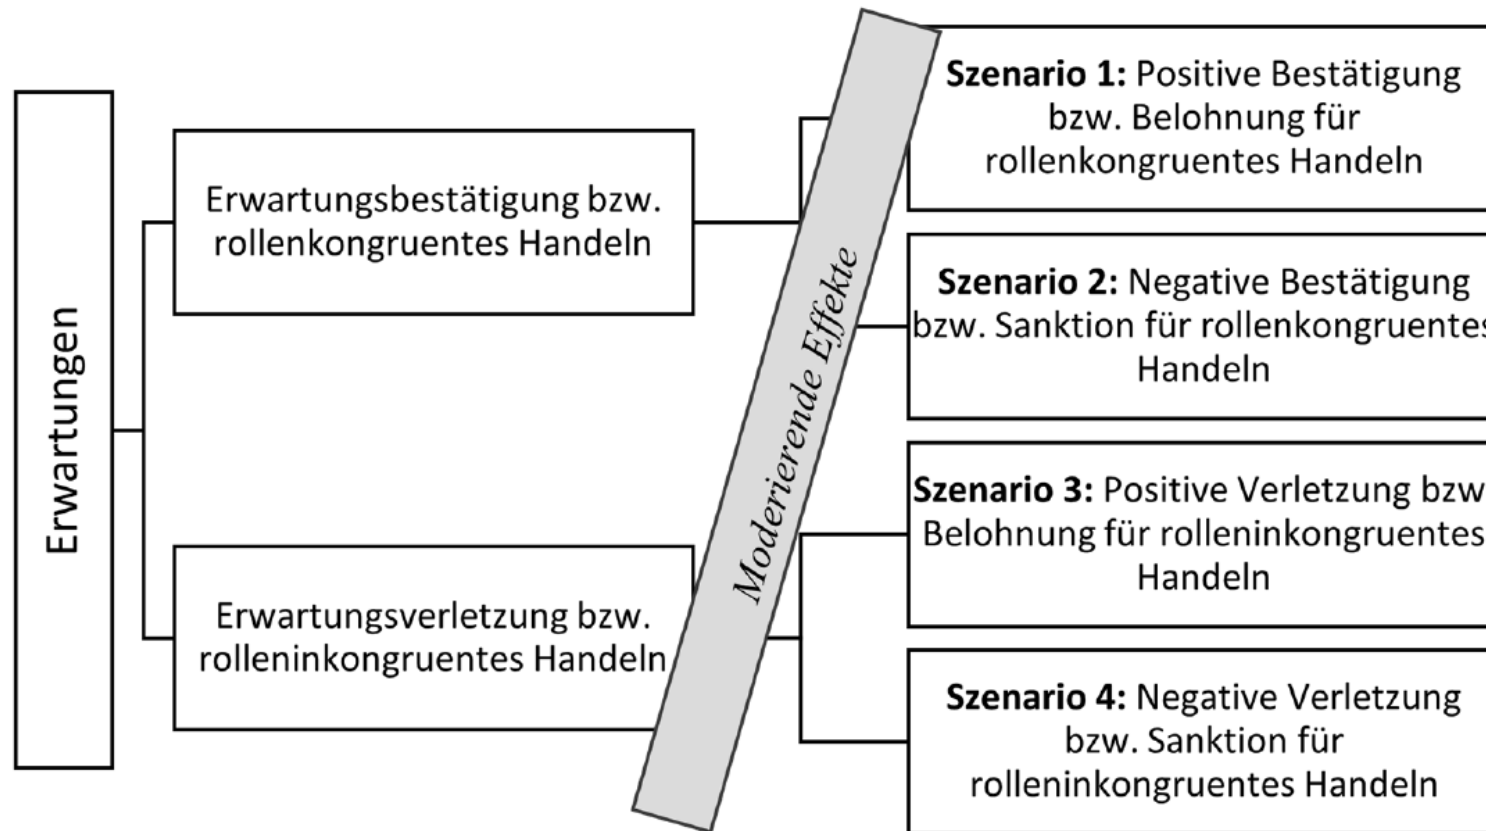 Erwartungen
Erwartungsbestätigung bzw.
rollenkongruentes Handeln
Erwartungsverletzung bzw.
rolleninkongruentes Handeln
Moderierende Effekte
Szenario 1: Positive Bestätigung
bzw. Belohnung für
rollenkongruentes Handeln
Szenario 2: Negative Bestätigung
bzw. Sanktion für rollenkongruentes
Handeln
Szenario 3: Positive Verletzung bzw
Belohnung für rolleninkongruentes
Handeln
Szenario 4: Negative Verletzung
bzw. Sanktion für
rolleninkongruentes Handeln